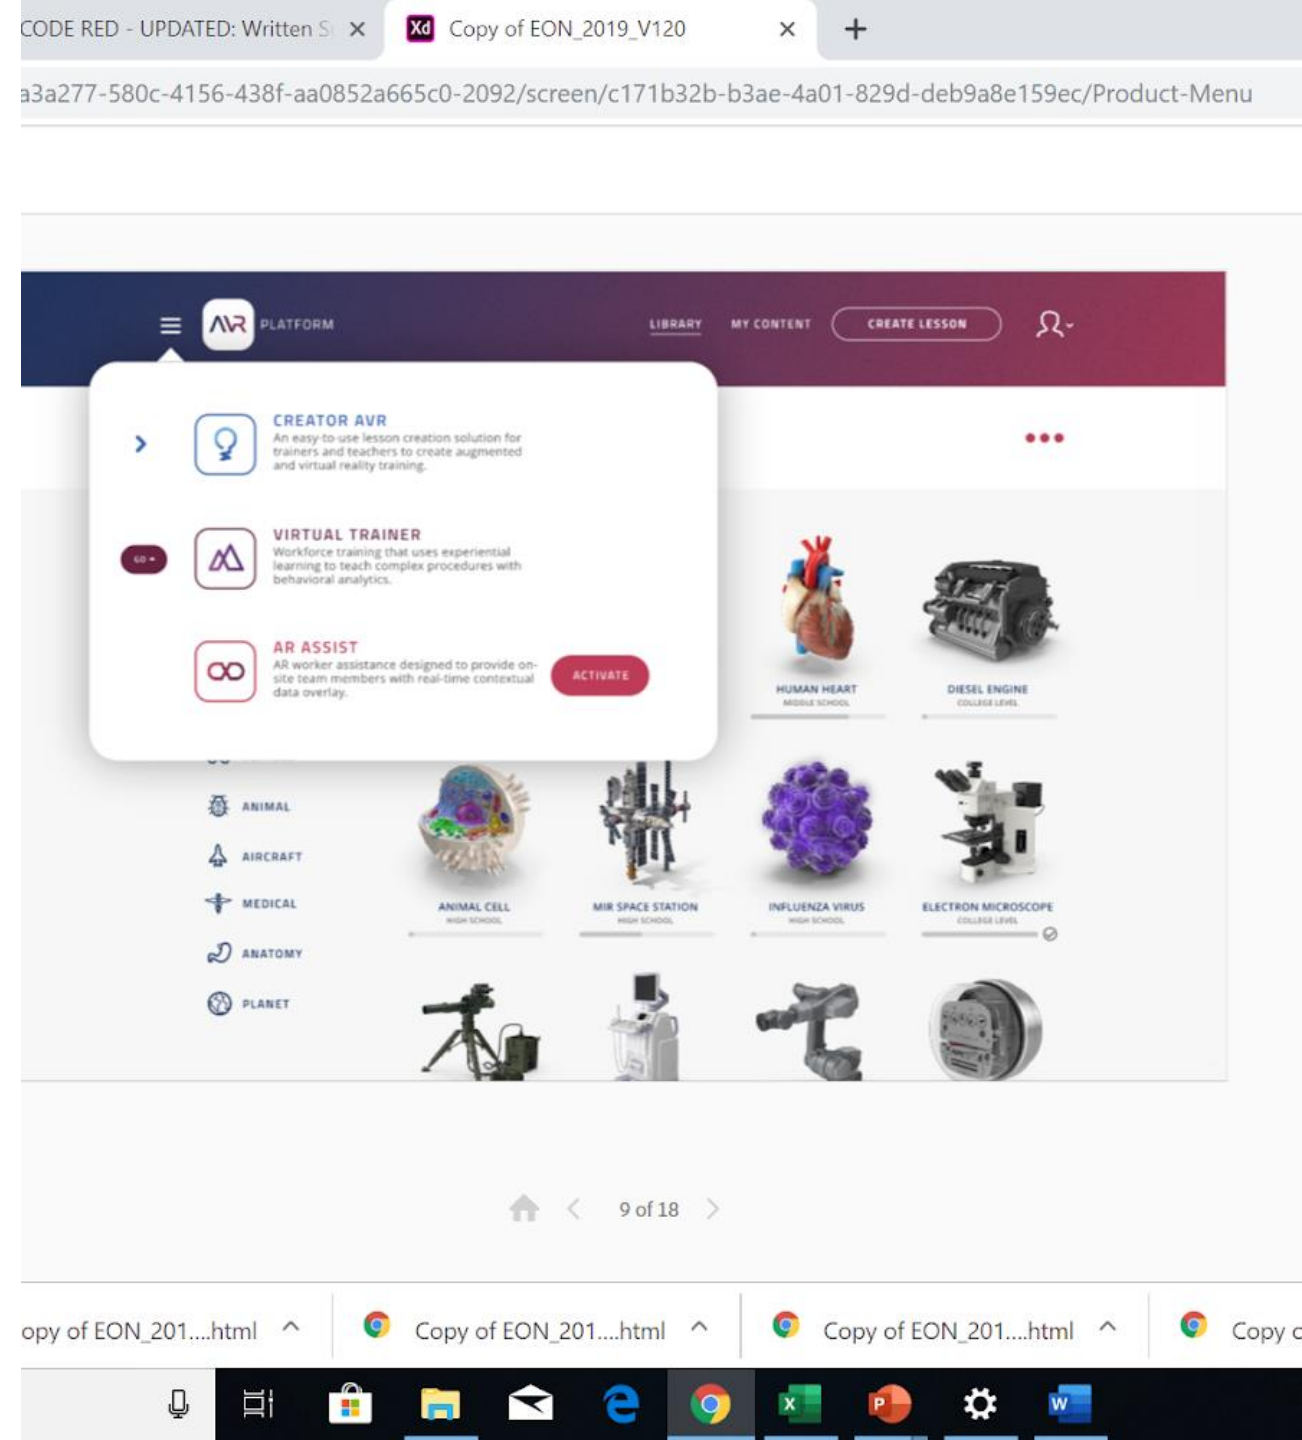 CODE RED - UPDATED: Written S
Copy of EON_2019_V120
a3a277-580c-4156-438f-aa0852a665c0-2092/screen/c171b32b-b3ae-4a01-829d-deb9a8e159ec/Product-Menu
AVR PLATFORM
LIBRARY
MY CONTENT
CREATE LESSON
CREATOR AVR
An easy-to-use lesson creation solution for
trainers and teachers to create augmented
and virtual reality training.
GO
VIRTUAL TRAINER
Workforce training that uses experiential
learning to teach complex procedures with
behavioral analytics.
AR ASSIST
AR worker assistance designed to provide on-
site team members with real-time contextual
data overlay.
ACTIVATE
HUMAN HEART
MIDDLE SCHOOL
DIESEL ENGINE
COLLEGE LEVEL
ANIMAL
AIRCRAFT
MEDICAL
ANATOMY
PLANET
ANIMAL CELL
HIGH SCHOOL
MIR SPACE STATION
HIGH SCHOOL
INFLUENZA VIRUS
HIGH SCHOOL
ELECTRON MICROSCOPE
COLLEGE LEVEL
9 of 18
opy of EON_201....html
Copy of EON_201....html
Copy of EON_201....html
Copy o